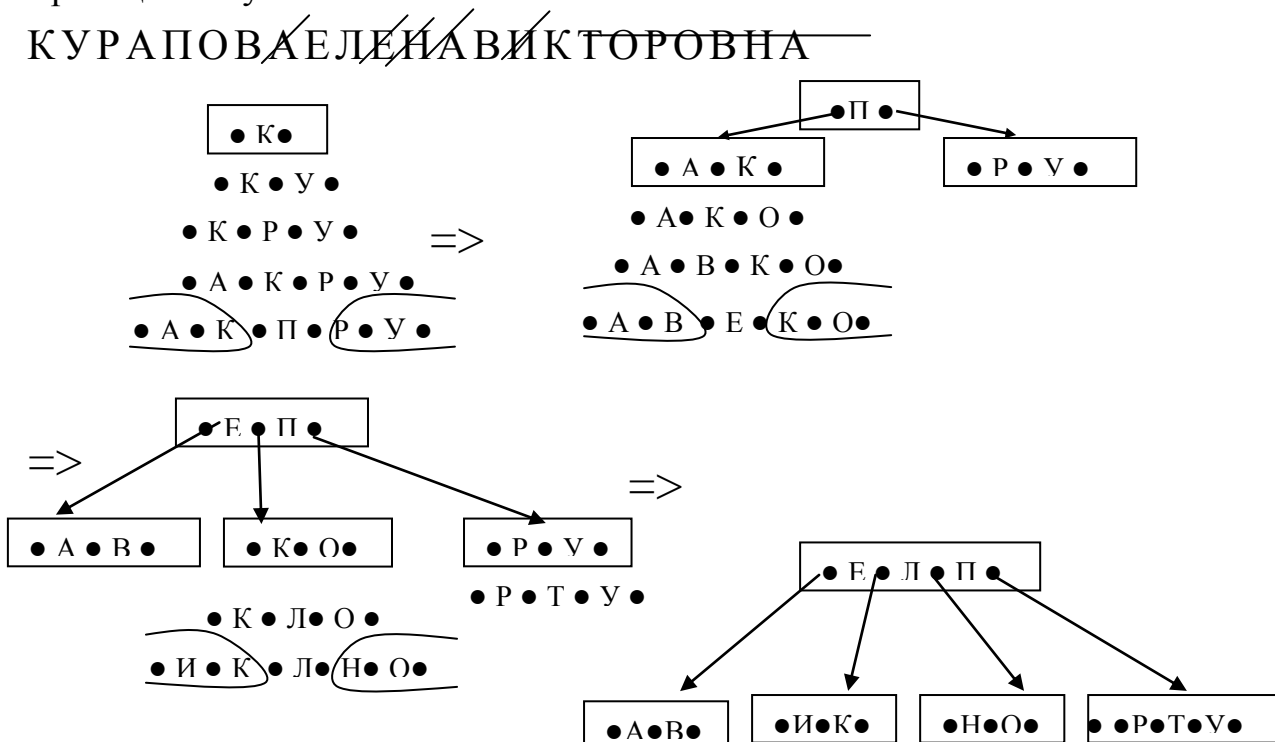 КУРАПОВАЕЛЕНАВИКТОРОВНА
● К●
● К ● У ●
● К ● Р ● У ●
● А ● К ● Р ● У ●
● А ● К ● П ● Р ● У ●
=>
●П ●
● А ● К ●
● Р ● У ●
● А● К ● О ●
● А ● В ● К ● О●
● А ● В ● Е ● К ● О●
=>
● Е ● П ●
● А ● В ●
● К● О●
● Р ● У ●
● Р ● Т ● У ●
● К ● Л● О ●
● И ● К ● Л● Н● О●
=>
● Е ● Л ● П ●
●А●В●
●И●К●
●Н●О●
● ●Р●Т●У●